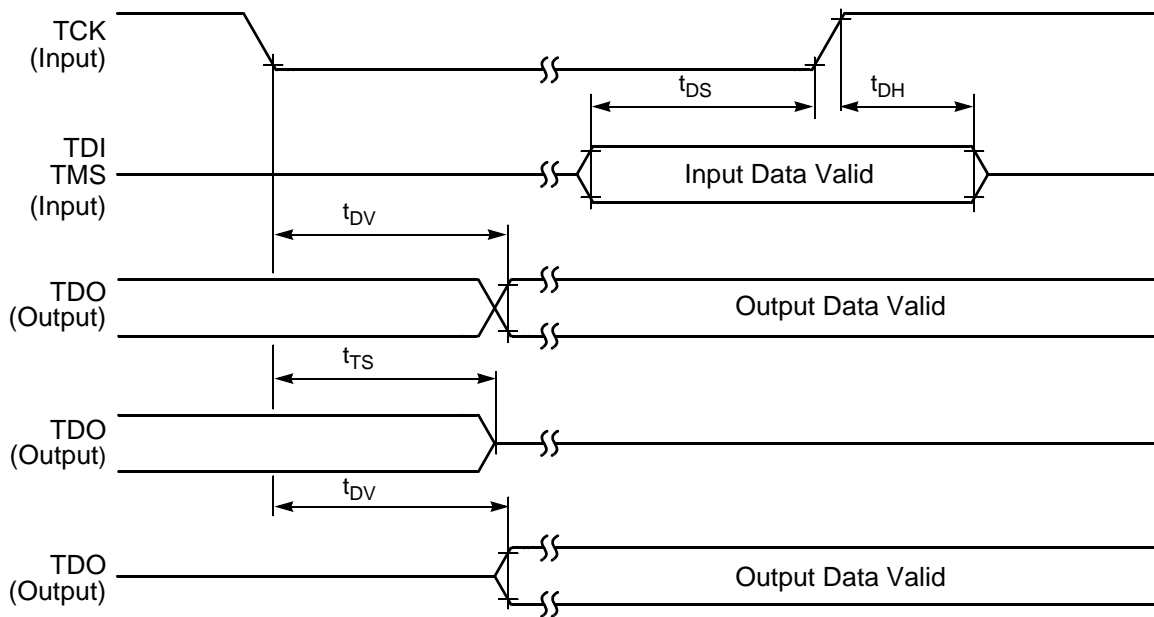 TCK
(Input)
tDS
tDH
TDI
TMS
(Input)
Input Data Valid
tDV
TDO
(Output)
Output Data Valid
tTS
TDO
(Output)
tDV
TDO
(Output)
Output Data Valid